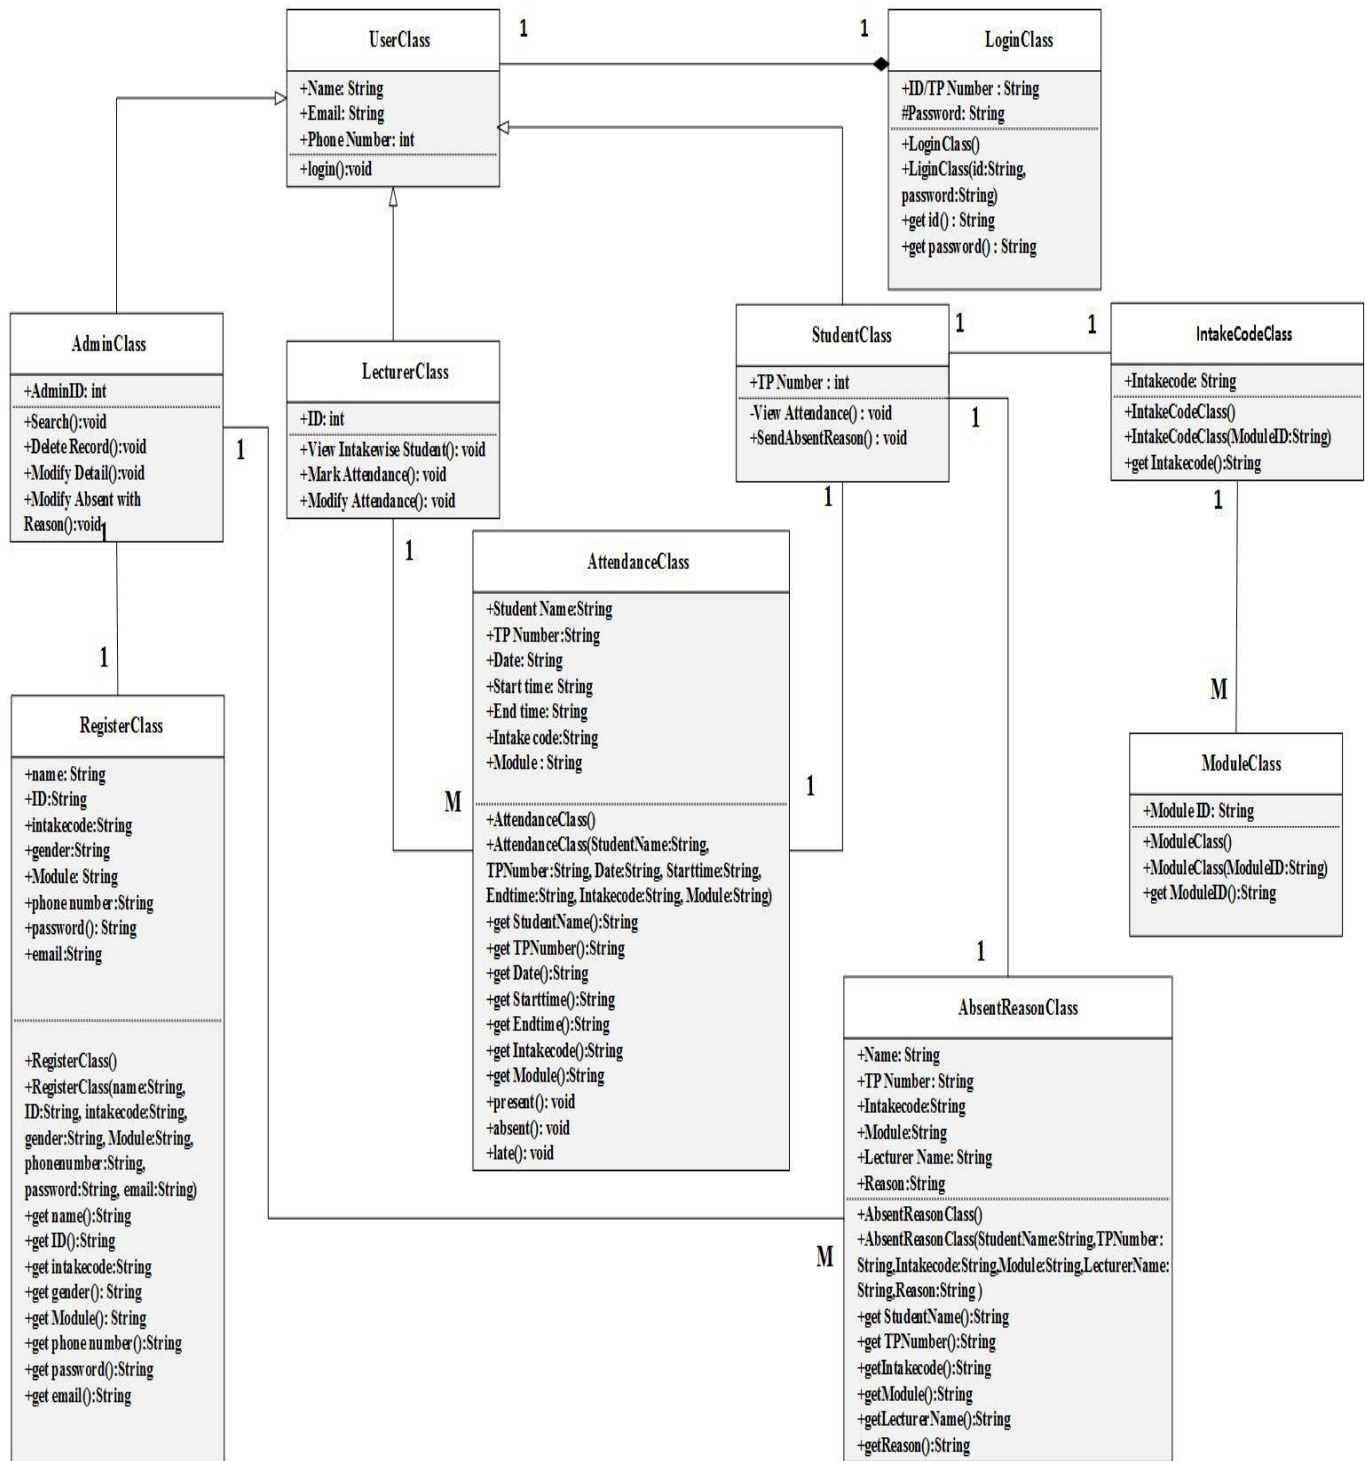 UserClass
+Name: String
+Email: String
+Phone Number: int
+login():void
1
1
LoginClass
+ID/TP Number : String
#Password: String
+LoginClass()
+LiginClass(id:String,
password:String)
+get id() : String
+get password() : String
AdminClass
+AdminID: int
+Search():void
+Delete Record():void
+Modify Detail():void
+Modify Absent with
Reason():void
1
1
1
LecturerClass
+ID: int
+View Intakewise Student(): void
+Mark Attendance(): void
+Modify Attendance(): void
1
M
StudentClass
+TP Number : int
-View Attendance() : void
+SendAbsentReason() : void
1
1
1
1
1
1
IntakeCodeClass
+Intakecode: String
+IntakeCodeClass()
+IntakeCodeClass(ModuleID:String)
+get Intakecode():String
1
M
AttendanceClass
+Student Name:String
+TP Number:String
+Date: String
+Start time: String
+End time: String
+Intake code:String
+Module : String
+AttendanceClass()
+AttendanceClass(StudentName:String,
TPNumber:String, Date:String, Starttime:String,
Endtime:String, Intakecode:String, Module:String)
+get StudentName():String
+get TPNumber():String
+get Date():String
+get Starttime():String
+get Endtime():String
+get Intakecode():String
+get Module():String
+present(): void
+absent(): void
+late(): void
RegisterClass
+name: String
+ID:String
+intakecode:String
+gender:String
+Module: String
+phone number:String
+password(): String
+email:String
+RegisterClass()
+RegisterClass(name:String,
ID:String, intakecode:String,
gender:String, Module:String,
phonenumber:String,
password:String, email:String)
+get name():String
+get ID():String
+get intakecode:String
+get gender(): String
+get Module(): String
+get phone number():String
+get password():String
+get email():String
ModuleClass
+Module ID: String
+ModuleClass()
+ModuleClass(ModuleID:String)
+get ModuleID():String
M
AbsentReasonClass
+Name: String
+TP Number: String
+Intakecode:String
+Module:String
+Lecturer Name: String
+Reason:String
+AbsentReasonClass()
+AbsentReasonClass(StudentName:String,TPNumber:
String,Intakecode:String,Module:String,LecturerName:
String,Reason:String )
+get StudentName():String
+get TPNumber():String
+getIntakecode():String
+getModule():String
+getLecturerName():String
+getReason():String